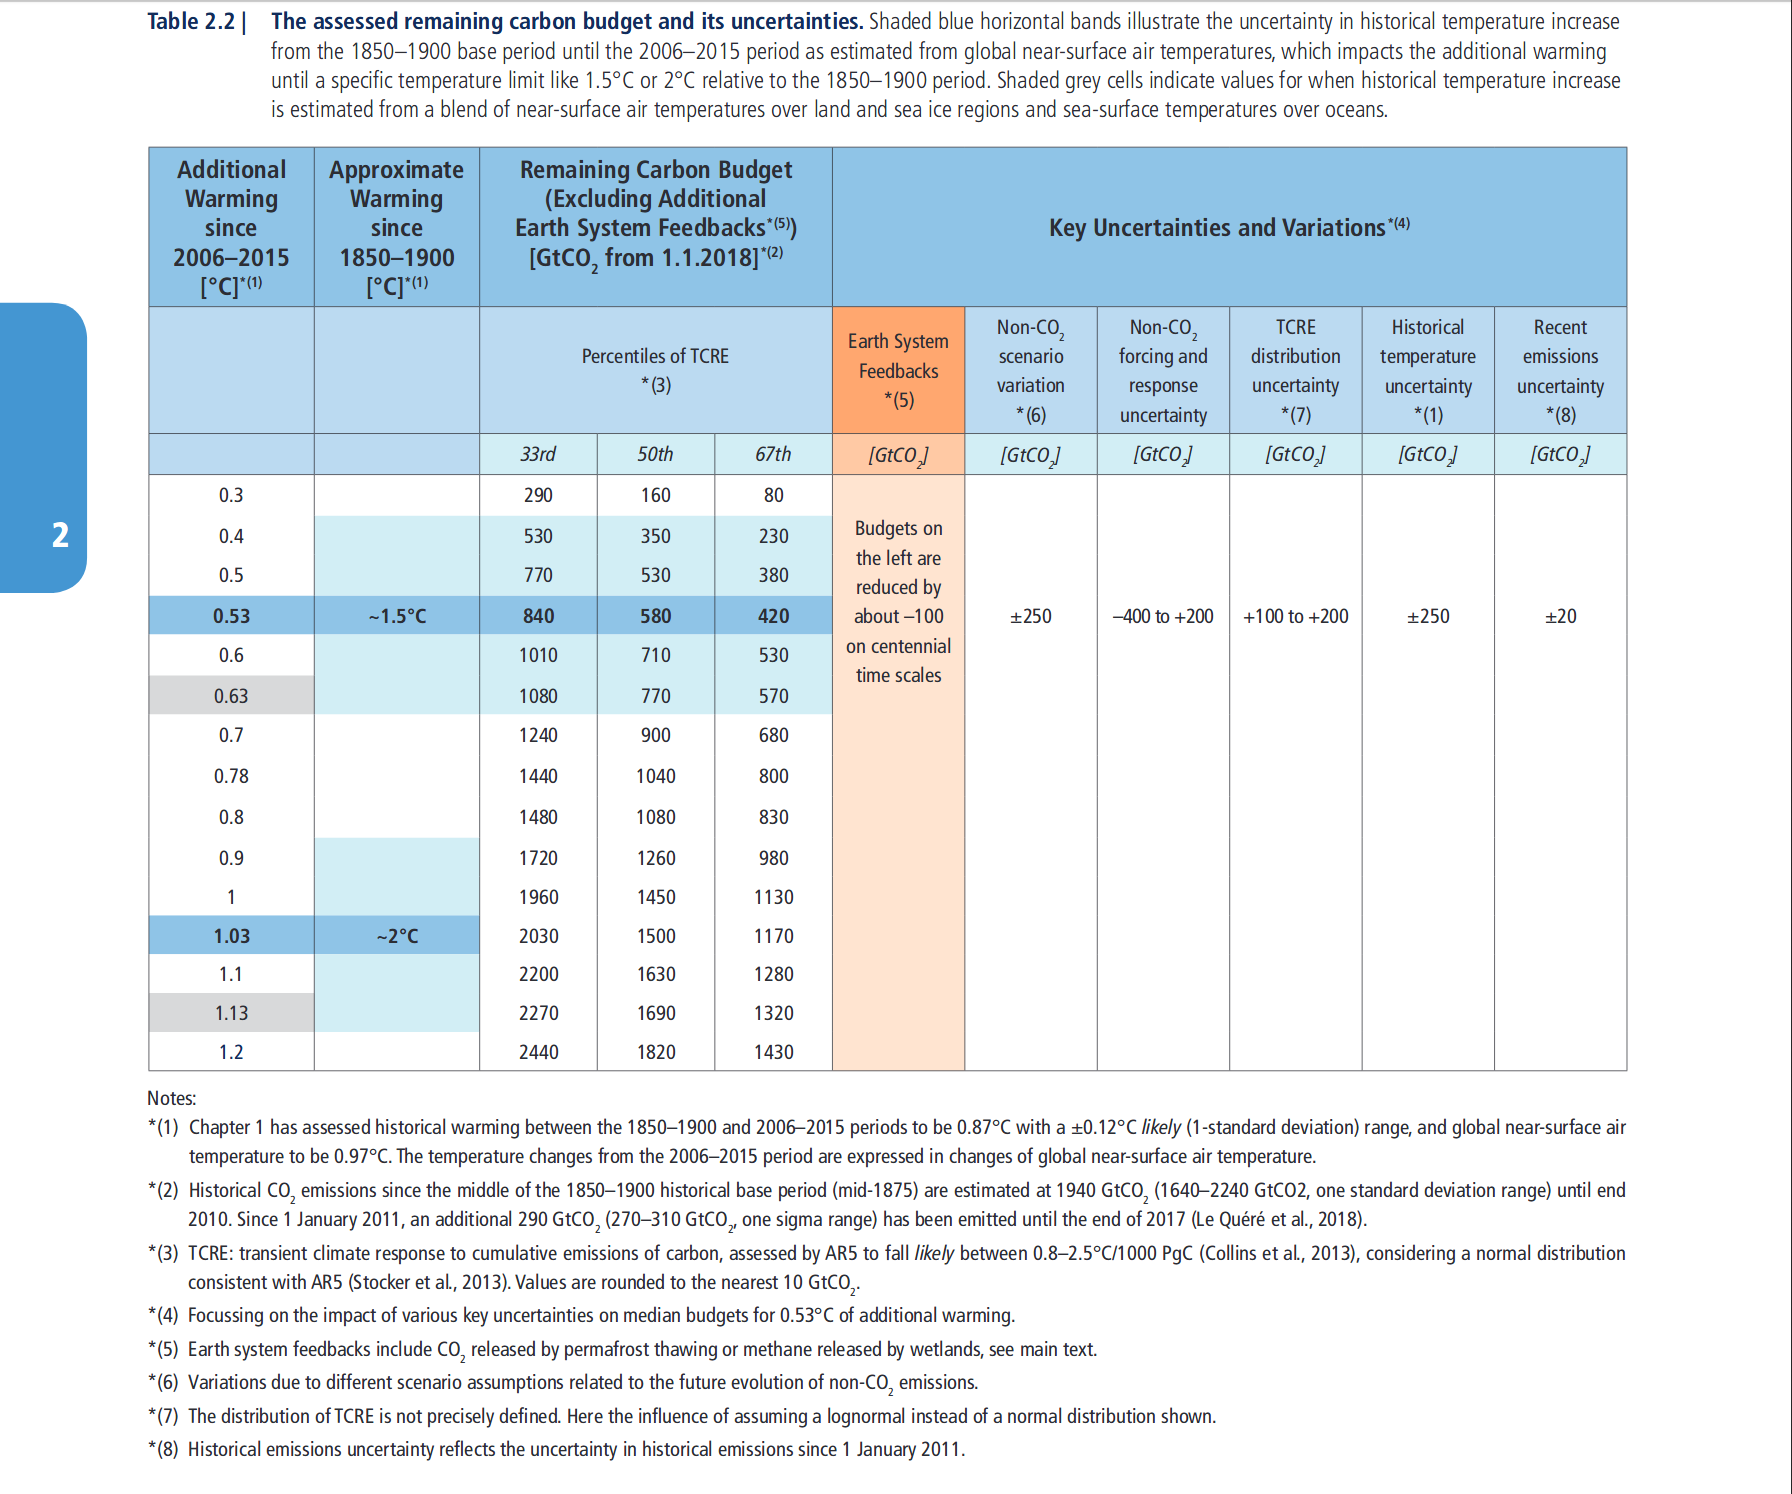 Table 2.2 | The assessed remaining carbon budget and its uncertainties. Shaded blue horizontal bands illustrate the uncertainty in historical temperature increase
from the 1850–1900 base period until the 2006–2015 period as estimated from global near-surface air temperatures, which impacts the additional warming
until a specific temperature limit like 1.5°C or 2°C relative to the 1850–1900 period. Shaded grey cells indicate values for when historical temperature increase
is estimated from a blend of near-surface air temperatures over land and sea ice regions and sea-surface temperatures over oceans.
Additional
Warming
since
2006–2015
[°C]*(1)
Approximate
Warming
since
1850–1900
[°C]*(1)
Remaining Carbon Budget
(Excluding Additional
Earth System Feedbacks*(5))
[GtCO2 from 1.1.2018]*(2)
Key Uncertainties and Variations*(4)
Percentiles of TCRE
*(3)
Earth System
Feedbacks
*(5)
Non-CO2
scenario
variation
*(6)
Non-CO2
forcing and
response
uncertainty
TCRE
distribution
uncertainty
*(7)
Historical
temperature
uncertainty
*(1)
Recent
emissions
uncertainty
*(8)
33rd 50th 67th [GtCO2] [GtCO2] [GtCO2] [GtCO2] [GtCO2] [GtCO2]
0.3 290 160 80
0.4 530 350 230
0.5 770 530 380
0.53 ~1.5°C 840 580 420
0.6 1010 710 530
0.63 1080 770 570
0.7 1240 900 680
0.78 1440 1040 800
0.8 1480 1080 830
0.9 1720 1260 980
1 1960 1450 1130
1.03 ~2°C 2030 1500 1170
1.1 2200 1630 1280
1.13 2270 1690 1320
1.2 2440 1820 1430
Budgets on
the left are
reduced by
about –100
on centennial
time scales
±250 –400 to +200 +100 to +200 ±250 ±20
2
Notes:
*(1) Chapter 1 has assessed historical warming between the 1850–1900 and 2006–2015 periods to be 0.87°C with a ±0.12°C likely (1-standard deviation) range, and global near-surface air
temperature to be 0.97°C. The temperature changes from the 2006–2015 period are expressed in changes of global near-surface air temperature.
*(2) Historical CO2 emissions since the middle of the 1850–1900 historical base period (mid-1875) are estimated at 1940 GtCO2 (1640–2240 GtCO2, one standard deviation range) until end
2010. Since 1 January 2011, an additional 290 GtCO2 (270–310 GtCO2, one sigma range) has been emitted until the end of 2017 (Le Quéré et al., 2018).
*(3) TCRE: transient climate response to cumulative emissions of carbon, assessed by AR5 to fall likely between 0.8–2.5°C/1000 PgC (Collins et al., 2013), considering a normal distribution
consistent with AR5 (Stocker et al., 2013). Values are rounded to the nearest 10 GtCO2.
*(4) Focussing on the impact of various key uncertainties on median budgets for 0.53°C of additional warming.
*(5) Earth system feedbacks include CO2 released by permafrost thawing or methane released by wetlands, see main text.
*(6) Variations due to different scenario assumptions related to the future evolution of non-CO2 emissions.
*(7) The distribution of TCRE is not precisely defined. Here the influence of assuming a lognormal instead of a normal distribution shown.
*(8) Historical emissions uncertainty reflects the uncertainty in historical emissions since 1 January 2011.